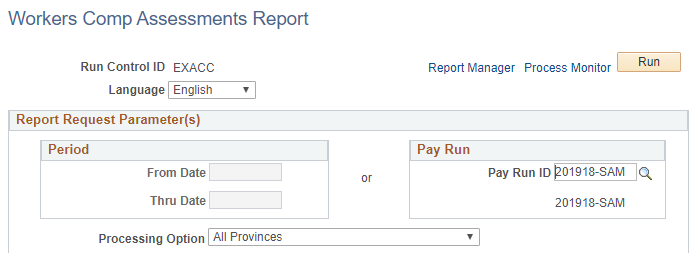 Workers Comp Assessments Report
Run Control ID EXACC Report Manager Process Monitor Run
Language English
Report Request Parameter(s)
Period Pay Run
From Date or Pay Run ID 201918-SAM
Thru Date 201918-SAM
Processing Option All Provinces